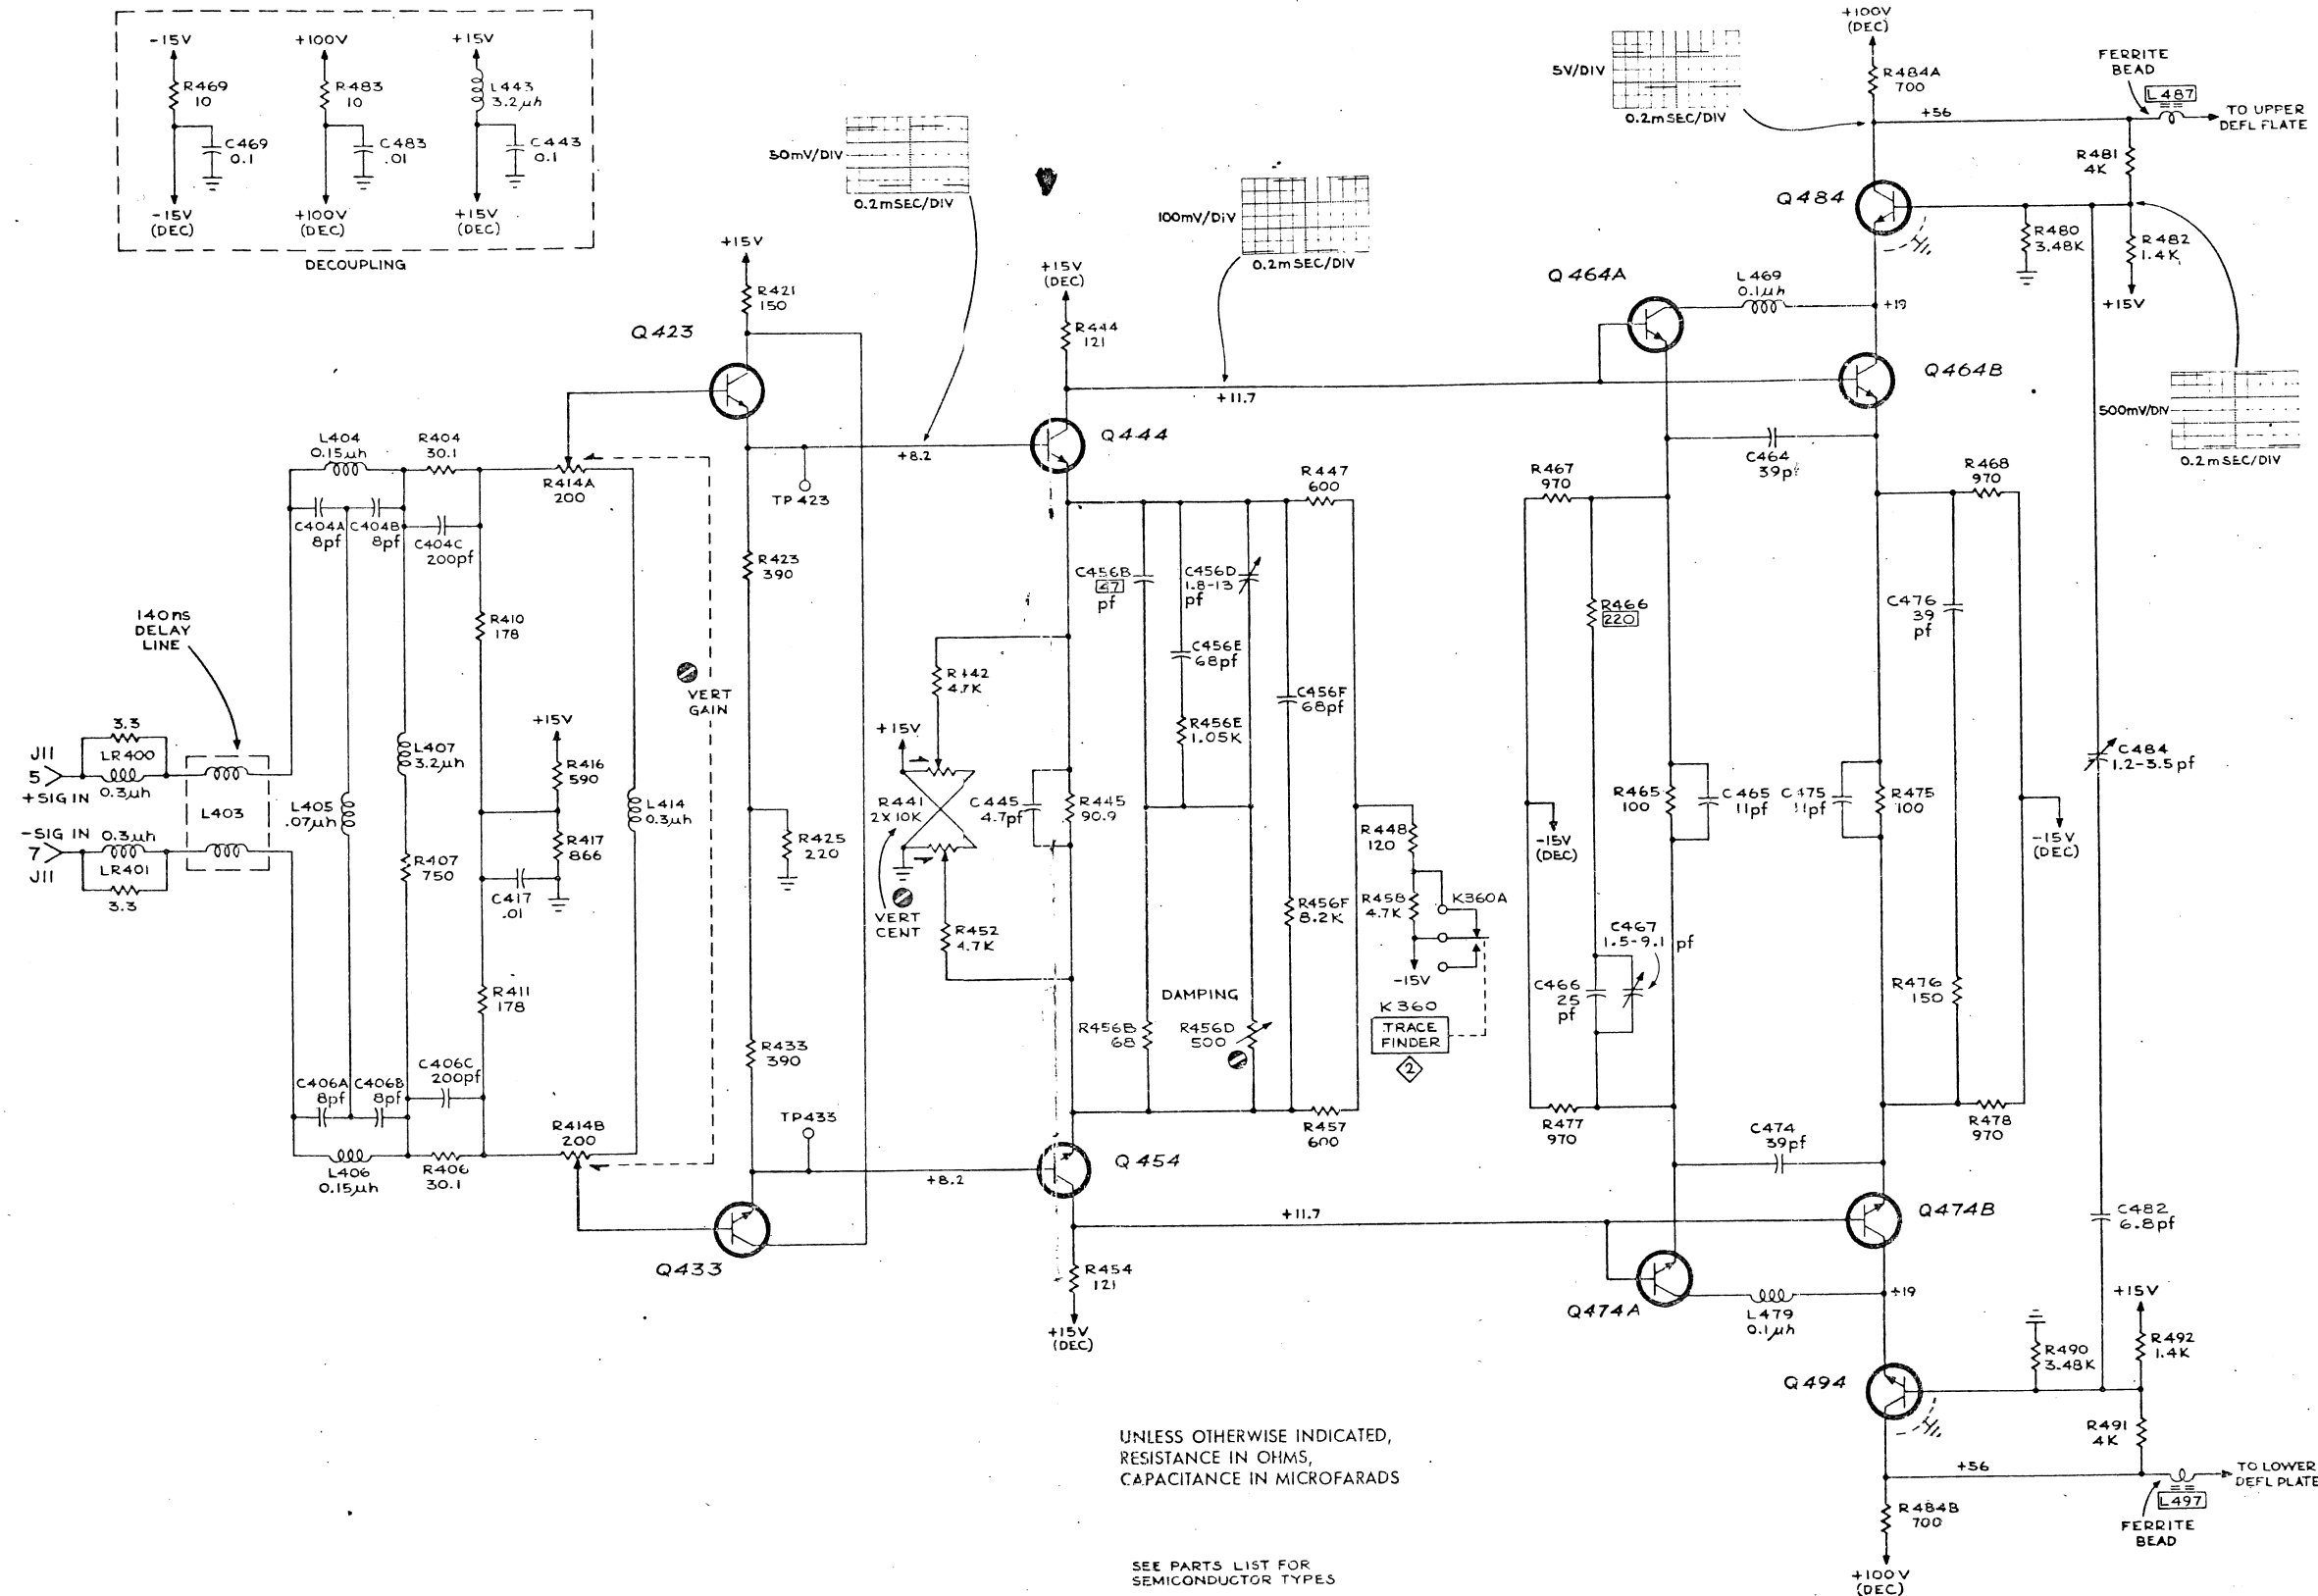 -15V
R469
10
C469
0.1
-15V
(DEC)
+100V
R483
10
C483
.01
+100V
(DEC)
+15V
L443
3.2μh
C443
0.1
+15V
(DEC)
DECOUPLING
50mV/DIV
0.2mSEC/DIV
100mV/DIV
0.2mSEC/DIV
5V/DIV
0.2mSEC/DIV
+100V
(DEC)
R484A
700
+56
FERRITE
BEAD
L487
TO UPPER
DEFL PLATE
R481
4K
Q484
R480
3.48K
R482
1.4K
+15V
500mV/DIV
0.2mSEC/DIV
+15V
R421
150
Q423
+15V
(DEC)
R444
121
Q464A
L469
0.1μh
+19
Q464B
+11.7
Q444
+8.2
TP423
L404
0.15μh
R404
30.1
R414A
200
C404A
8pf
C404B
8pf
C404C
200pf
R423
390
R447
600
C464
39pf
R467
970
R468
970
C456B
47
pf
C456D
1.8-13
pf
C456E
68pf
R456E
1.05K
C456F
68pf
R466
220
C476
39
pf
140ns
DELAY
LINE
R410
178
VERT
GAIN
R442
4.7K
+15V
R441
2X10K
C445
4.7pf
R445
90.9
3.3
LR400
0.3μh
J11
5
+SIG IN
-SIG IN
7
J11
0.3μh
LR401
3.3
L403
L405
.07μh
L407
3.2μh
R407
750
+15V
R416
590
R417
866
C417
.01
L414
0.3μh
R425
220
VERT
CENT
R452
4.7K
R448
120
R458
4.7K
K360A
-15V
K360
TRACE
FINDER
2
R456F
8.2K
-15V
(DEC)
R465
100
C465
11pf
C475
11pf
R475
100
-15V
(DEC)
C484
1.2-3.5pf
C467
1.5-9.1 pf
C466
25
pf
R476
150
R411
178
DAMPING
R456B
68
R456D
500
R433
390
C406A
8pf
C406B
8pf
C406C
200pf
L406
0.15μh
R406
30.1
R414B
200
TP433
R457
600
R477
970
R478
970
C474
39pf
Q454
+8.2
+11.7
Q433
R454
121
+15V
(DEC)
Q474B
Q474A
L479
0.1μh
+19
C482
6.8pf
+15V
R492
1.4K
R490
3.48K
Q494
R491
4K
+56
TO LOWER
DEFL PLATE
L497
FERRITE
BEAD
R484B
700
+100V
(DEC)
UNLESS OTHERWISE INDICATED,
RESISTANCE IN OHMS,
CAPACITANCE IN MICROFARADS
SEE PARTS LIST FOR
SEMICONDUCTOR TYPES